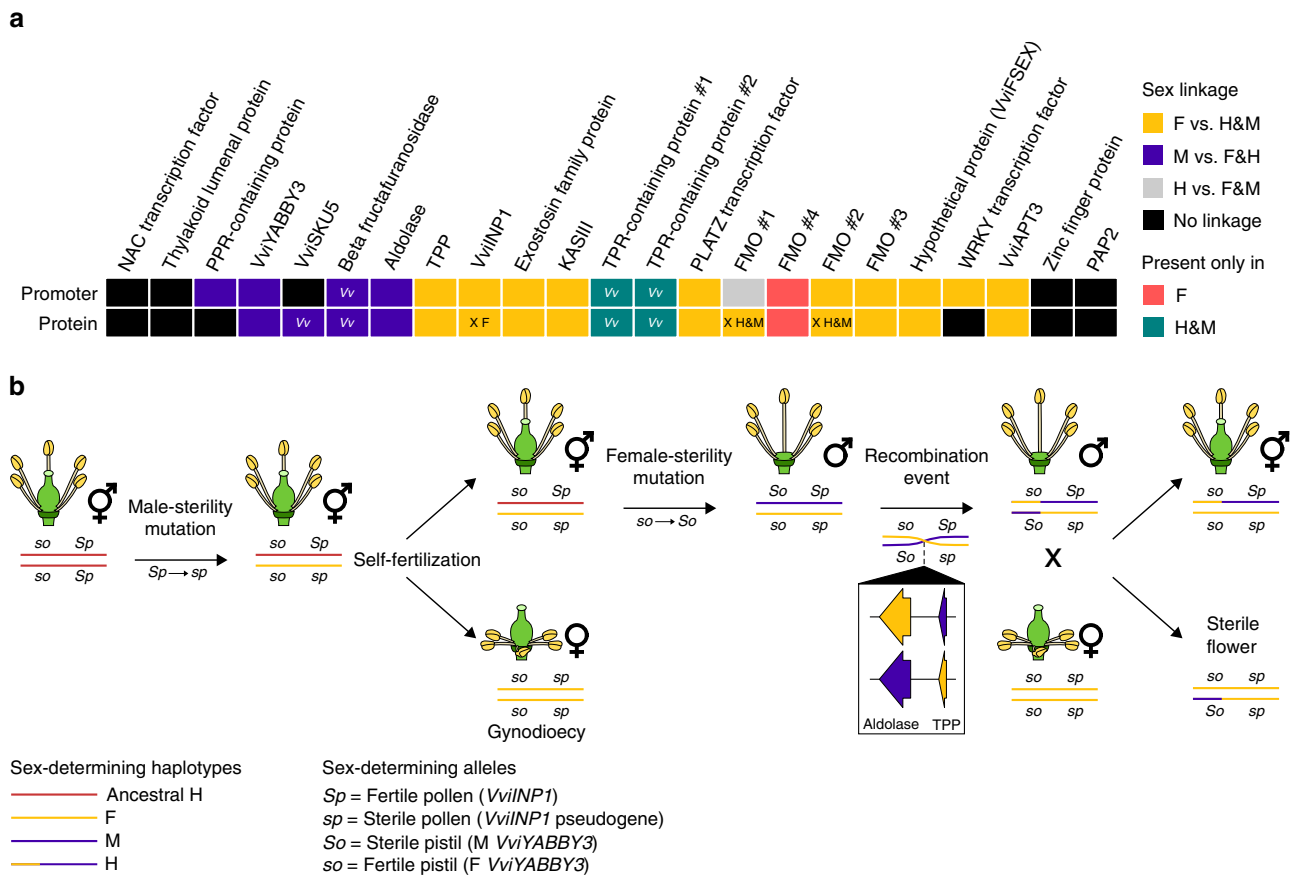 a
NAC transcription factor
Thylakoid lumenal protein
PPR-containing protein
VviYABBY3
VviSKU5
Beta fructafuranosidase
Aldolase
TPP
VviINP1
Exostosin family protein
KASIII
TPR-containing protein #1
TPR-containing protein #2
PLATZ transcription factor
FMO #1
FMO #4
FMO #2
FMO #3
Hypothetical protein (VviFSEX)
WRKY transcription factor
VviAPT3
Zinc finger protein
PAP2
Promoter
Vv Vv Vv
Protein
Vv Vv X F Vv Vv X H&M X H&M
Sex linkage
F vs. H&M
M vs. F&H
H vs. F&M
No linkage
Present only in
F
H&M
b
so Sp
so Sp
Male-sterility
mutation
Sp→sp
so Sp
so sp
Self-fertilization
so Sp
so sp
so sp
so sp
Gynodioecy
Female-sterility
mutation
so→So
So Sp
so sp
Recombination
event
so Sp
So sp
Aldolase TPP
so Sp
So sp
X
so sp
so sp
so Sp
so sp
Sterile
flower
so sp
So sp
Sex-determining haplotypes
Ancestral H
F
M
H
Sex-determining alleles
Sp = Fertile pollen (VviINP1)
sp = Sterile pollen (VviINP1 pseudogene)
So = Sterile pistil (M VviYABBY3)
so = Fertile pistil (F VviYABBY3)